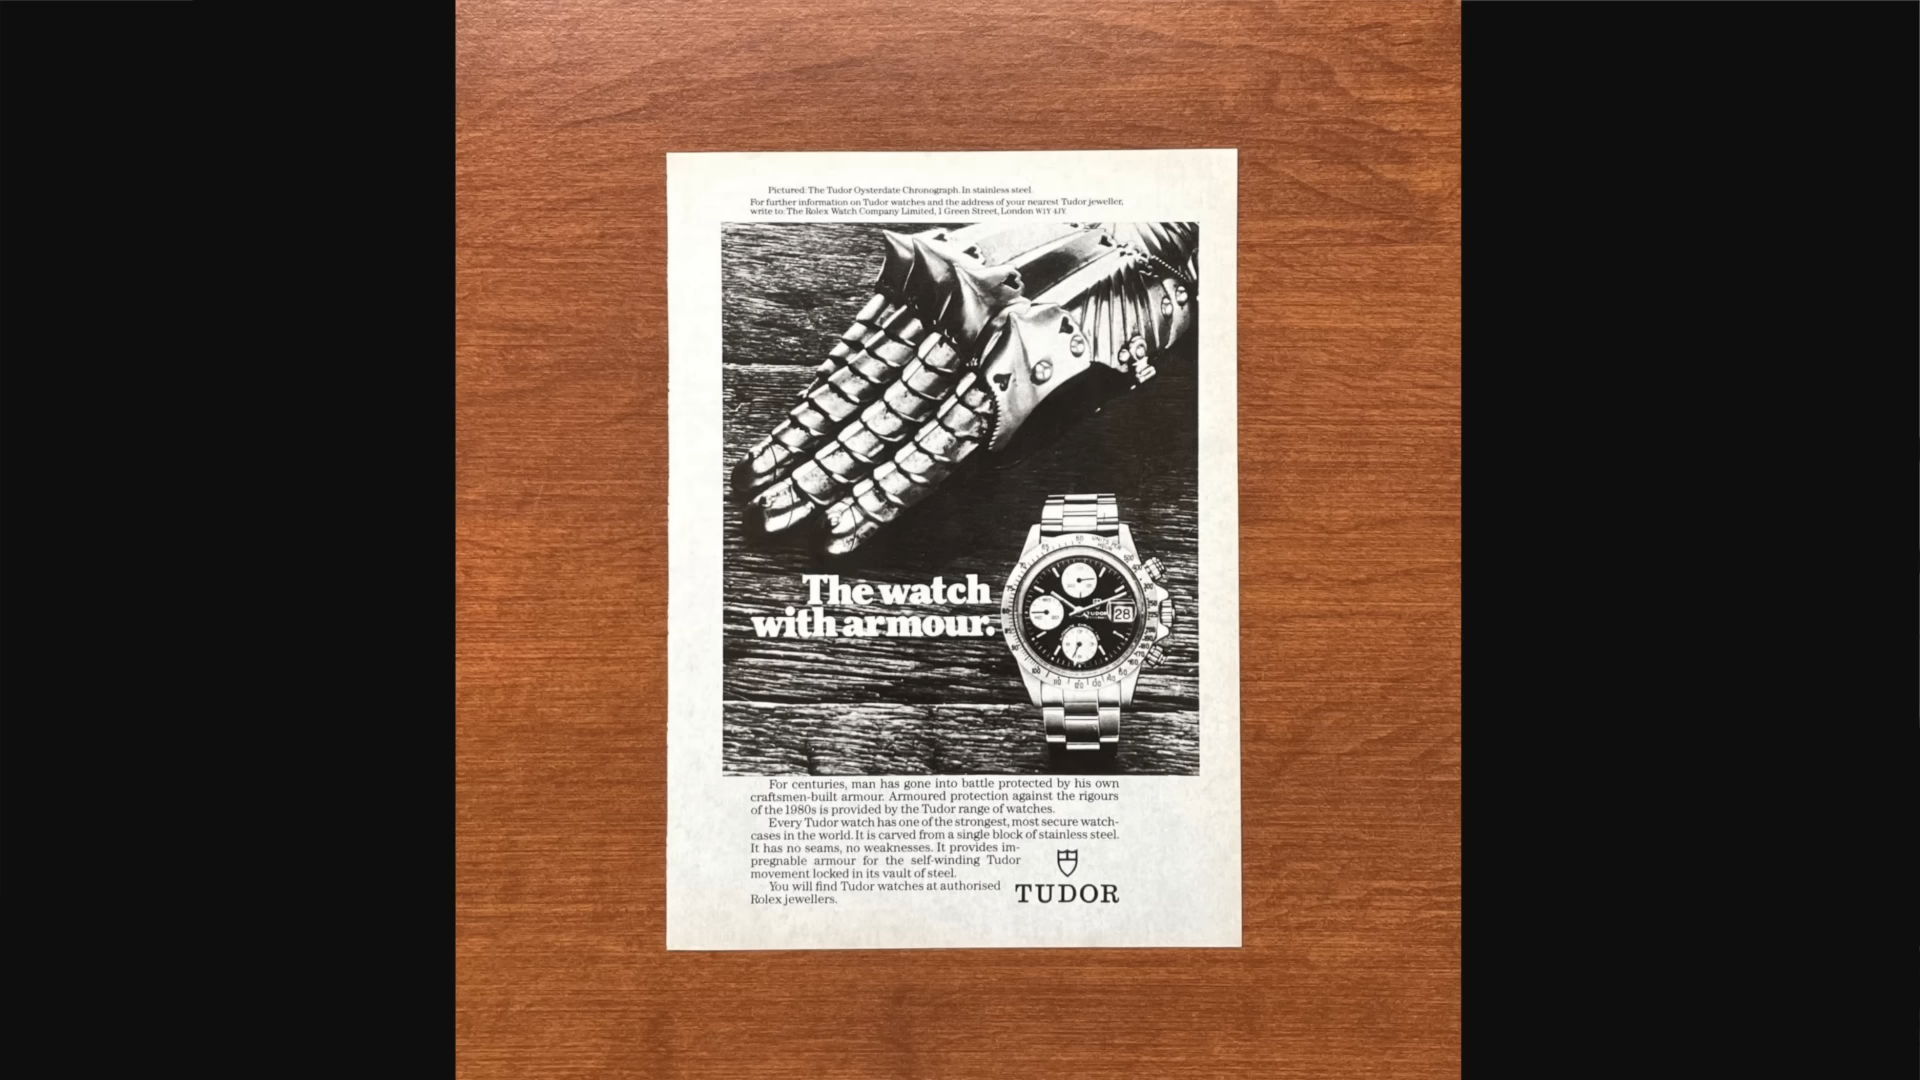 Pictured: The Tudor Oysterdate Chronograph. In stainless steel.
For further information on Tudor watches and the address of your nearest Tudor jeweller,
write to: The Rolex Watch Company Limited, 1 Green Street, London W1Y 4JY.
The watch
with armour.
UNITS PER
HOUR
TUDOR
28
For centuries, man has gone into battle protected by his own
craftsmen-built armour. Armoured protection against the rigours
of the 1980s is provided by the Tudor range of watches.
Every Tudor watch has one of the strongest, most secure watch-
cases in the world. It is carved from a single block of stainless steel.
It has no seams, no weaknesses. It provides im-
pregnable armour for the self-winding Tudor
movement locked in its vault of steel.
You will find Tudor watches at authorised
Rolex jewellers.
TUDOR